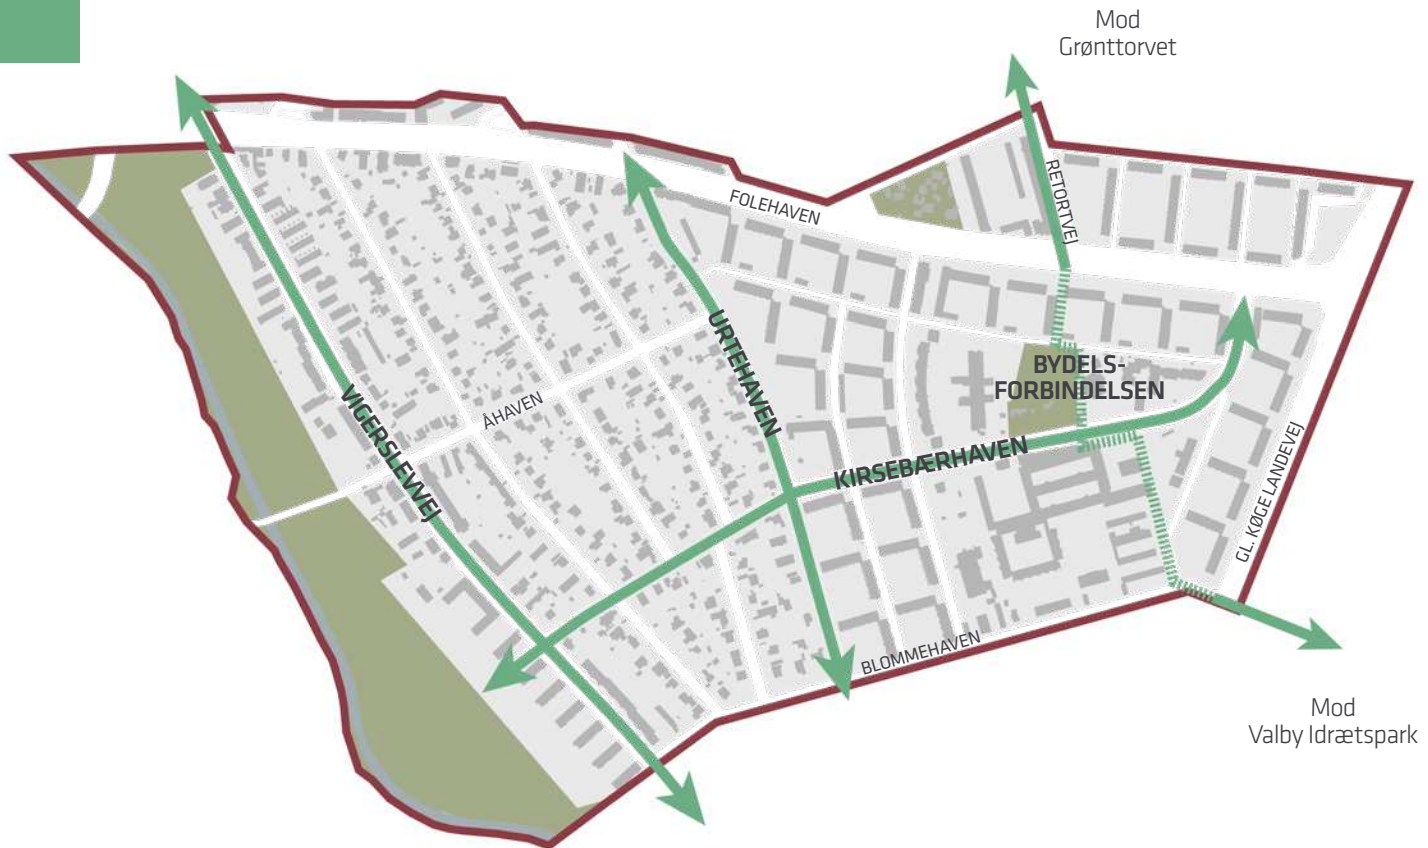 Mod
Grønttorvet
RETORTVEJ
FOLEHAVEN
URTEHAVEN
BYDELS-
FORBINDELSEN
VIGERSLEVVEJ
ÅHAVEN
KIRSEBÆRHAVEN
GL. KØGE LANDEVEJ
BLOMMEHAVEN
Mod
Valby Idrætspark